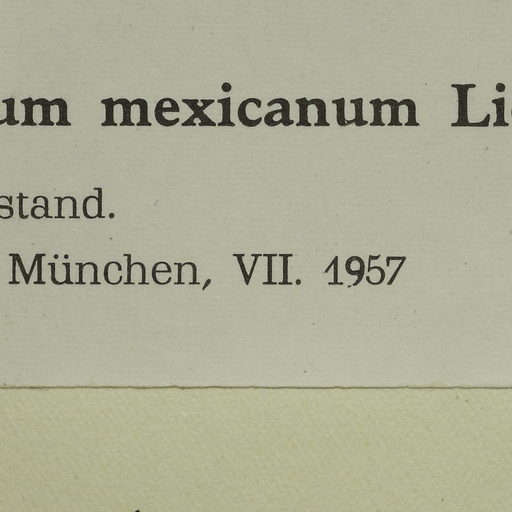 um mexicanum Li
stand.
München, VII. 1957